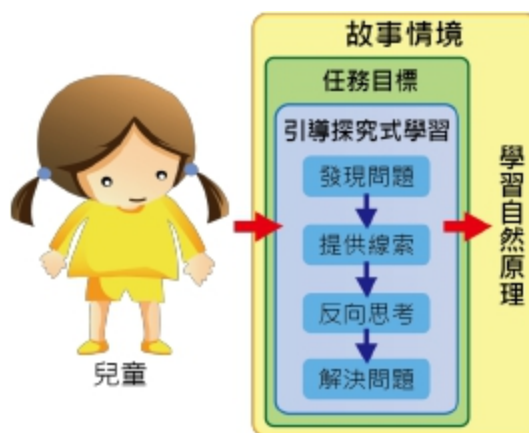 故事情境
任務目標
引導探究式學習
發現問題
提供線索
反向思考
解決問題
學習自然原理
兒童